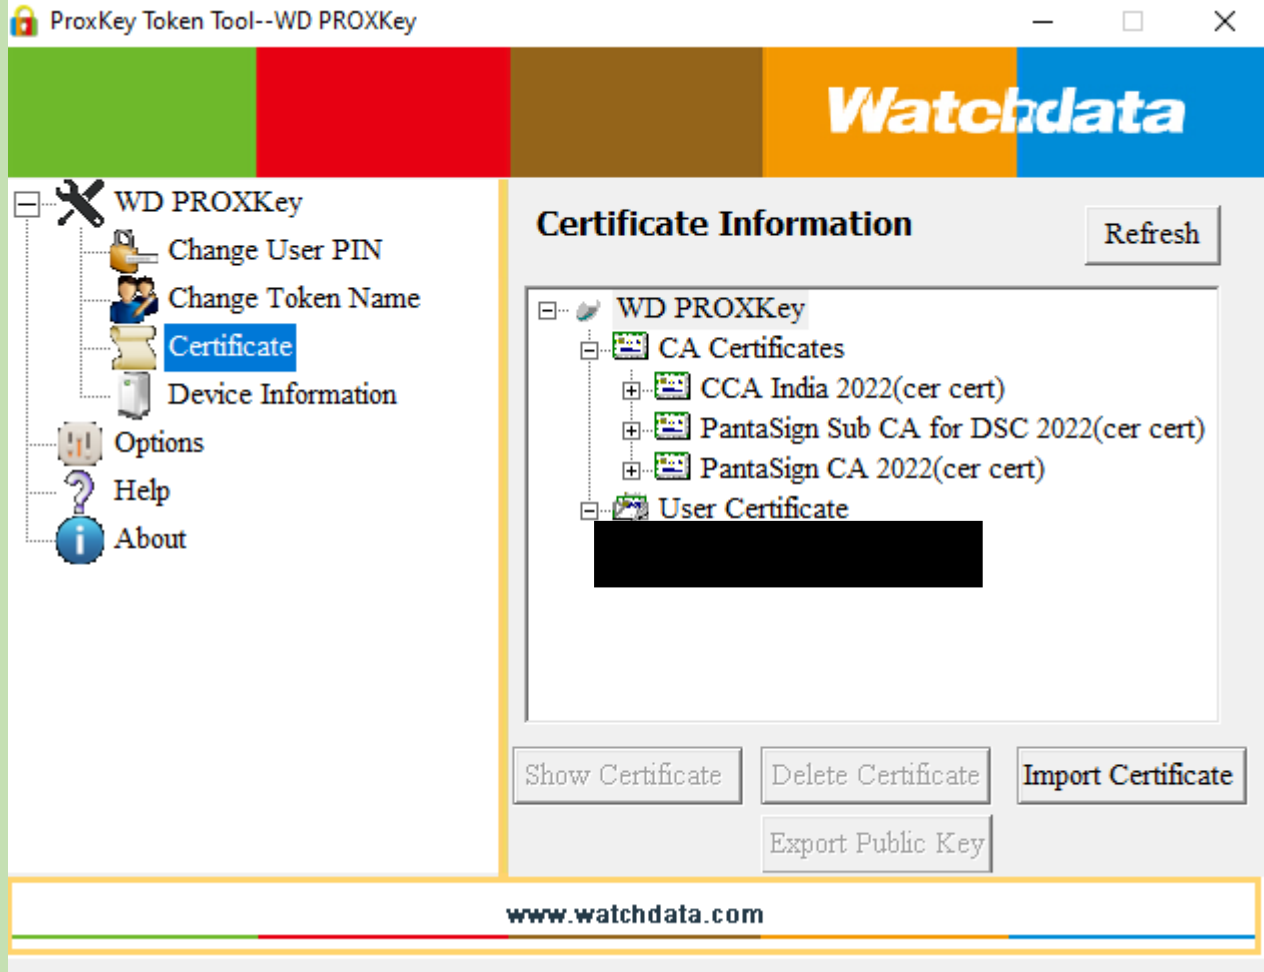 ProxKey Token Tool--WD PROXKey
Watchdata
WD PROXKey
Change User PIN
Change Token Name
Certificate
Device Information
Options
Help
About
Certificate Information
Refresh
WD PROXKey
CA Certificates
CCA India 2022(cer cert)
PantaSign Sub CA for DSC 2022(cer cert)
PantaSign CA 2022(cer cert)
User Certificate
Show Certificate
Delete Certificate
Import Certificate
Export Public Key
www.watchdata.com